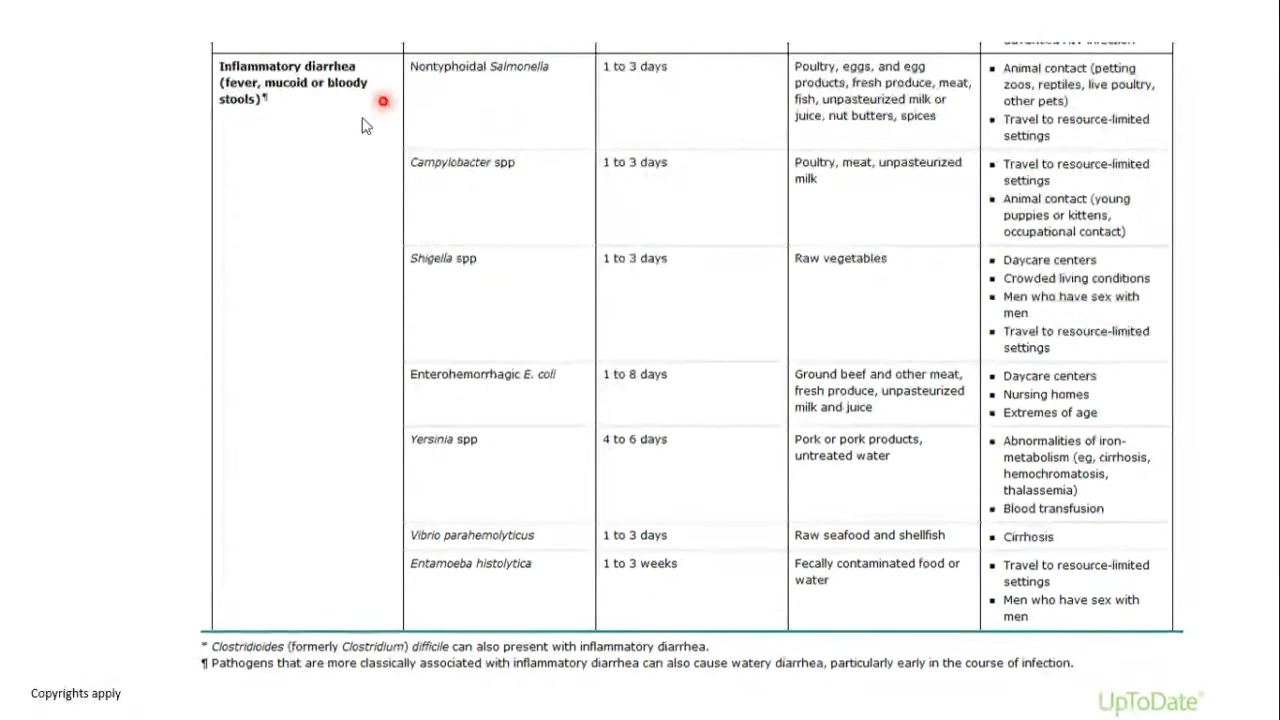 Inflammatory diarrhea
(fever, mucoid or bloody
stools)¶
Nontyphoidal Salmonella
1 to 3 days
Poultry, eggs, and egg
products, fresh produce, meat,
fish, unpasteurized milk or
juice, nut butters, spices
▪ Animal contact (petting
zoos, reptiles, live poultry,
other pets)
▪ Travel to resource-limited
settings
Campylobacter spp
1 to 3 days
Poultry, meat, unpasteurized
milk
▪ Travel to resource-limited
settings
▪ Animal contact (young
puppies or kittens,
occupational contact)
Shigella spp
1 to 3 days
Raw vegetables
▪ Daycare centers
▪ Crowded living conditions
▪ Men who have sex with
men
▪ Travel to resource-limited
settings
Enterohemorrhagic E. coli
1 to 8 days
Ground beef and other meat,
fresh produce, unpasteurized
milk and juice
▪ Daycare centers
▪ Nursing homes
▪ Extremes of age
Yersinia spp
4 to 6 days
Pork or pork products,
untreated water
▪ Abnormalities of iron-
metabolism (eg, cirrhosis,
hemochromatosis,
thalassemia)
▪ Blood transfusion
Vibrio parahemolyticus
1 to 3 days
Raw seafood and shellfish
▪ Cirrhosis
Entamoeba histolytica
1 to 3 weeks
Fecally contaminated food or
water
▪ Travel to resource-limited
settings
▪ Men who have sex with
men
* Clostridioides (formerly Clostridium) difficile can also present with inflammatory diarrhea.
¶ Pathogens that are more classically associated with inflammatory diarrhea can also cause watery diarrhea, particularly early in the course of infection.
Copyrights apply
UpToDate®